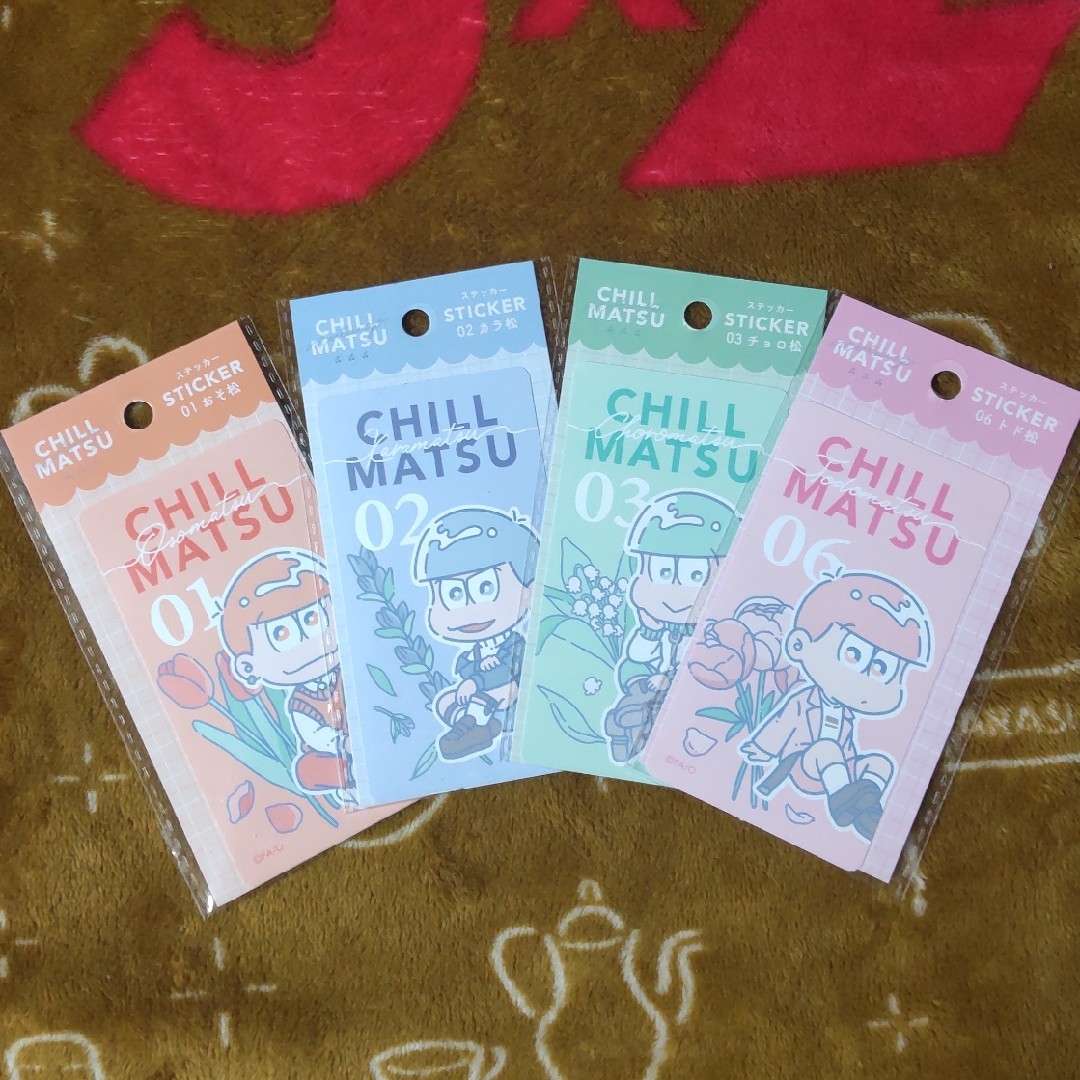 CHILL
MATSU
ステッカー
STICKER
01 おそ松
CHILL
Osomatsu
MATSU
01
©FA/O
CHILL
MATSU
ステッカー
STICKER
02 カラ松
CHILL
Karamatsu
MATSU
02
CHILL
MATSU
ステッカー
STICKER
03 チョロ松
CHILL
Choromatsu
MATSU
03
CHILL
MATSU
ステッカー
STICKER
06 トド松
CHILL
Todomatsu
MATSU
06
©FA/O